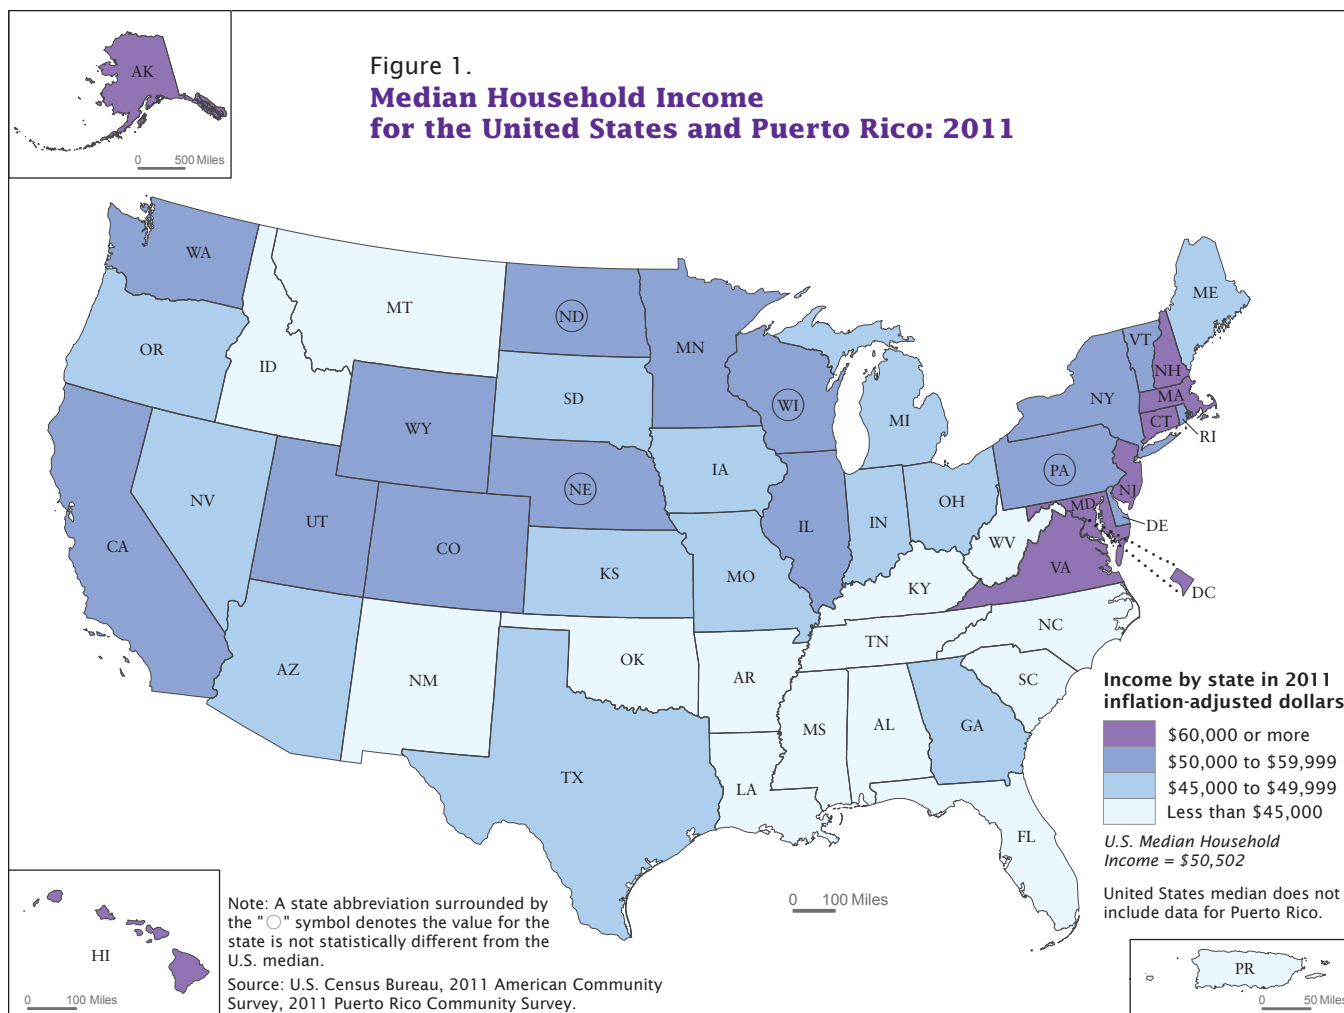 AK
0 500 Miles
Figure 1.
Median Household Income
for the United States and Puerto Rico: 2011
WA
MT
ND
ME
OR
ID
MN
VT
NH
SD
WI
NY
MA
WY
MI
CT
RI
IA
PA
NV
NE
OH
NJ
UT
IL
IN
MD
DE
CA
CO
WV
KS
MO
VA
KY
DC
NC
TN
AZ
OK
NM
AR
SC
MS
AL
GA
TX
LA
FL
Income by state in 2011
inflation-adjusted dollars
$60,000 or more
$50,000 to $59,999
$45,000 to $49,999
Less than $45,000
U.S. Median Household
Income = $50,502
United States median does not
include data for Puerto Rico.
0 100 Miles
HI
0 100 Miles
Note: A state abbreviation surrounded by
the "○" symbol denotes the value for the
state is not statistically different from the
U.S. median.
Source: U.S. Census Bureau, 2011 American Community
Survey, 2011 Puerto Rico Community Survey.
PR
0 50 Miles